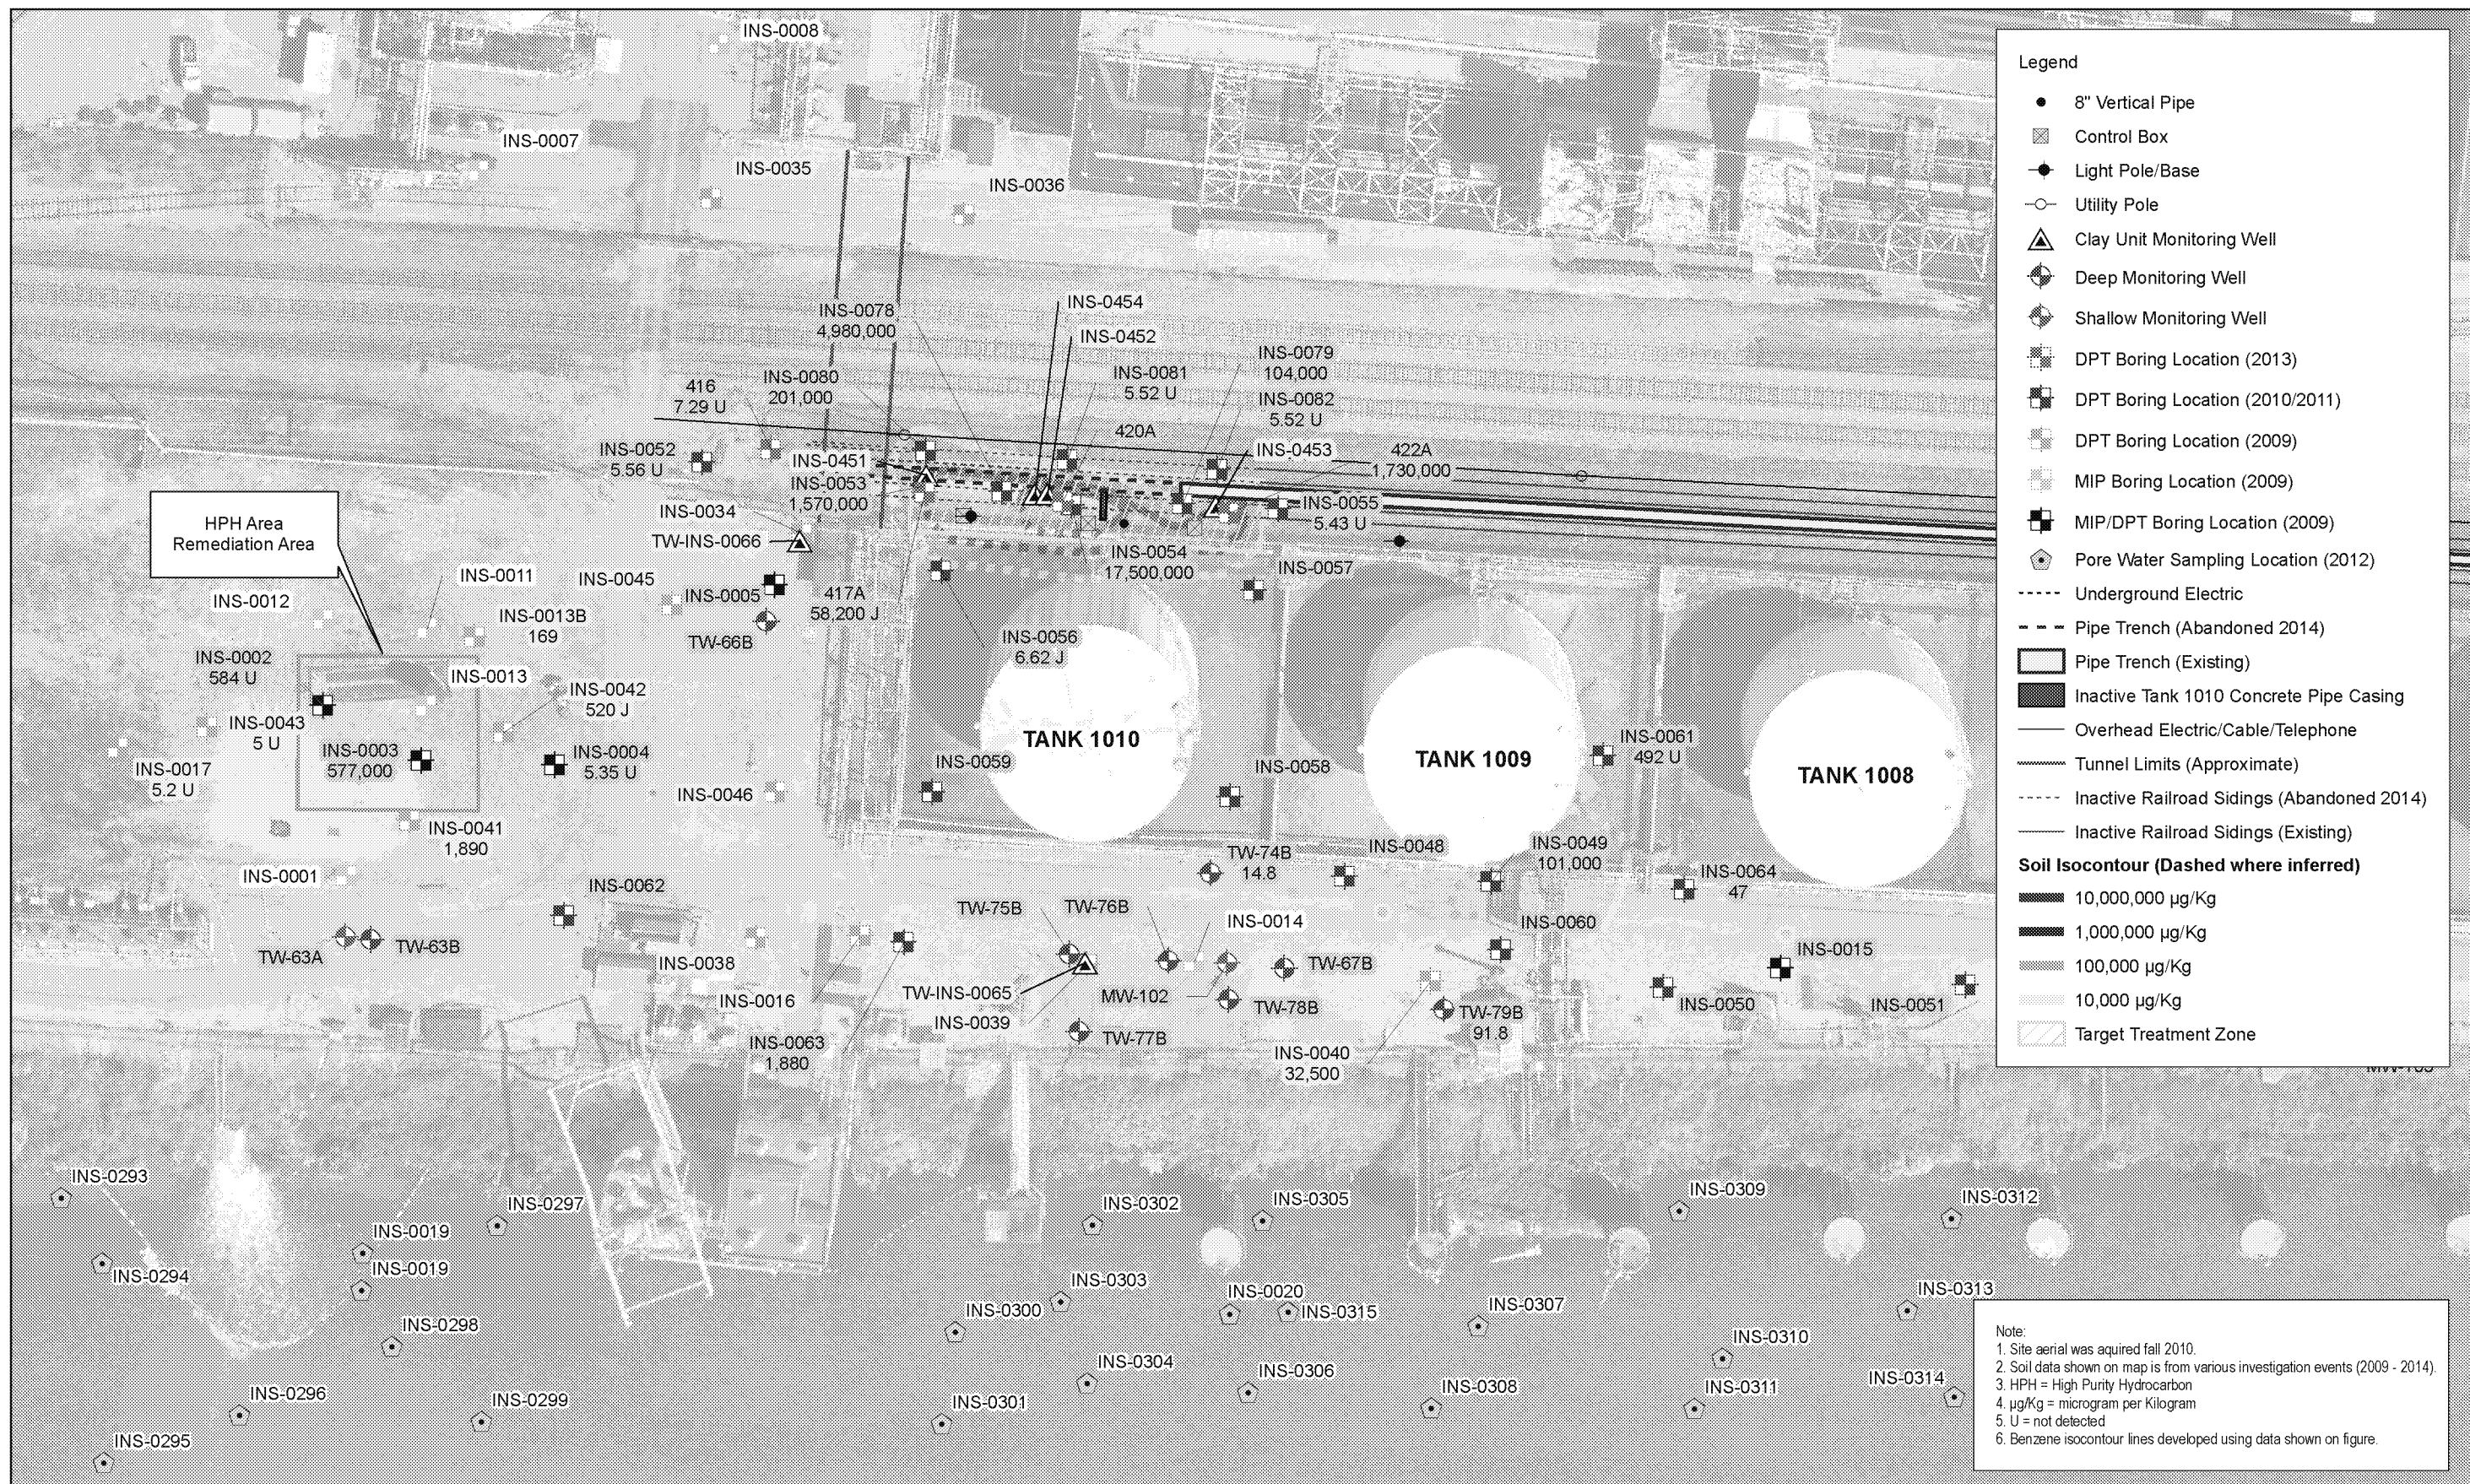 INS-0008
INS-0007
INS-0035
INS-0036
INS-0454
INS-0078
4,980,000
INS-0452
INS-0079
104,000
INS-0081
5.52 U
INS-0080
201,000
416
7.29 U
INS-0082
5.52 U
420A
INS-0052
5.56 U
INS-0451
INS-0453
422A
1,730,000
INS-0053
1,570,000
INS-0055
5.43 U
INS-0034
TW-INS-0066
HPH Area
Remediation Area
INS-0054
17,500,000
INS-0057
INS-0011
INS-0045
INS-0005
417A
58,200 J
INS-0012
INS-0013B
169
TW-66B
INS-0056
6.62 J
INS-0002
584 U
INS-0013
INS-0042
520 J
INS-0043
5 U
INS-0003
577,000
INS-0004
5.35 U
INS-0017
5.2 U
TANK 1010
TANK 1009
TANK 1008
INS-0061
492 U
INS-0059
INS-0058
INS-0046
INS-0041
1,890
INS-0001
INS-0062
TW-74B
14.8
INS-0048
INS-0049
101,000
INS-0064
47
TW-75B
TW-76B
INS-0014
INS-0060
TW-63A
TW-63B
INS-0038
TW-67B
INS-0015
INS-0016
TW-INS-0065
MW-102
TW-78B
TW-79B
91.8
INS-0050
INS-0051
INS-0039
TW-77B
INS-0063
1,880
INS-0040
32,500
INS-0293
INS-0294
INS-0019
INS-0019
INS-0297
INS-0302
INS-0305
INS-0309
INS-0312
INS-0303
INS-0300
INS-0020
INS-0315
INS-0307
INS-0313
INS-0298
INS-0310
INS-0304
INS-0306
INS-0308
INS-0311
INS-0314
INS-0296
INS-0299
INS-0301
INS-0295
Legend
8" Vertical Pipe
Control Box
Light Pole/Base
Utility Pole
Clay Unit Monitoring Well
Deep Monitoring Well
Shallow Monitoring Well
DPT Boring Location (2013)
DPT Boring Location (2010/2011)
DPT Boring Location (2009)
MIP Boring Location (2009)
MIP/DPT Boring Location (2009)
Pore Water Sampling Location (2012)
Underground Electric
Pipe Trench (Abandoned 2014)
Pipe Trench (Existing)
Inactive Tank 1010 Concrete Pipe Casing
Overhead Electric/Cable/Telephone
Tunnel Limits (Approximate)
Inactive Railroad Sidings (Abandoned 2014)
Inactive Railroad Sidings (Existing)
Soil Isocontour (Dashed where inferred)
10,000,000 µg/Kg
1,000,000 µg/Kg
100,000 µg/Kg
10,000 µg/Kg
Target Treatment Zone
Note:
1. Site aerial was aquired fall 2010.
2. Soil data shown on map is from various investigation events (2009 - 2014).
3. HPH = High Purity Hydrocarbon
4. µg/Kg = microgram per Kilogram
5. U = not detected
6. Benzene isocontour lines developed using data shown on figure.